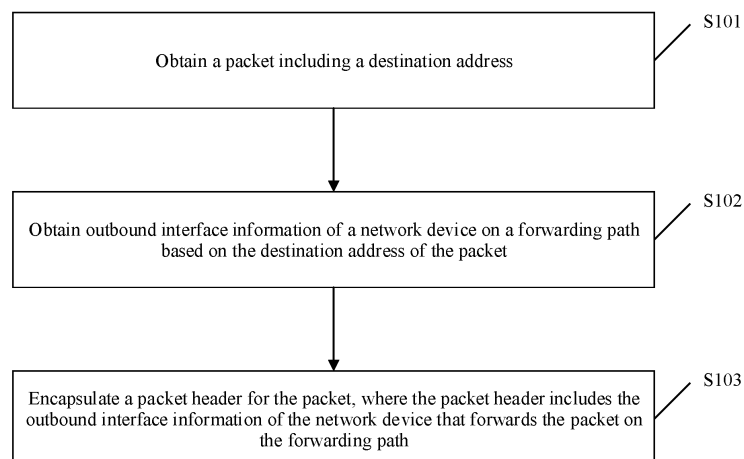 S101
Obtain a packet including a destination address
S102
Obtain outbound interface information of a network device on a forwarding path
based on the destination address of the packet
S103
Encapsulate a packet header for the packet, where the packet header includes the
outbound interface information of the network device that forwards the packet on
the forwarding path